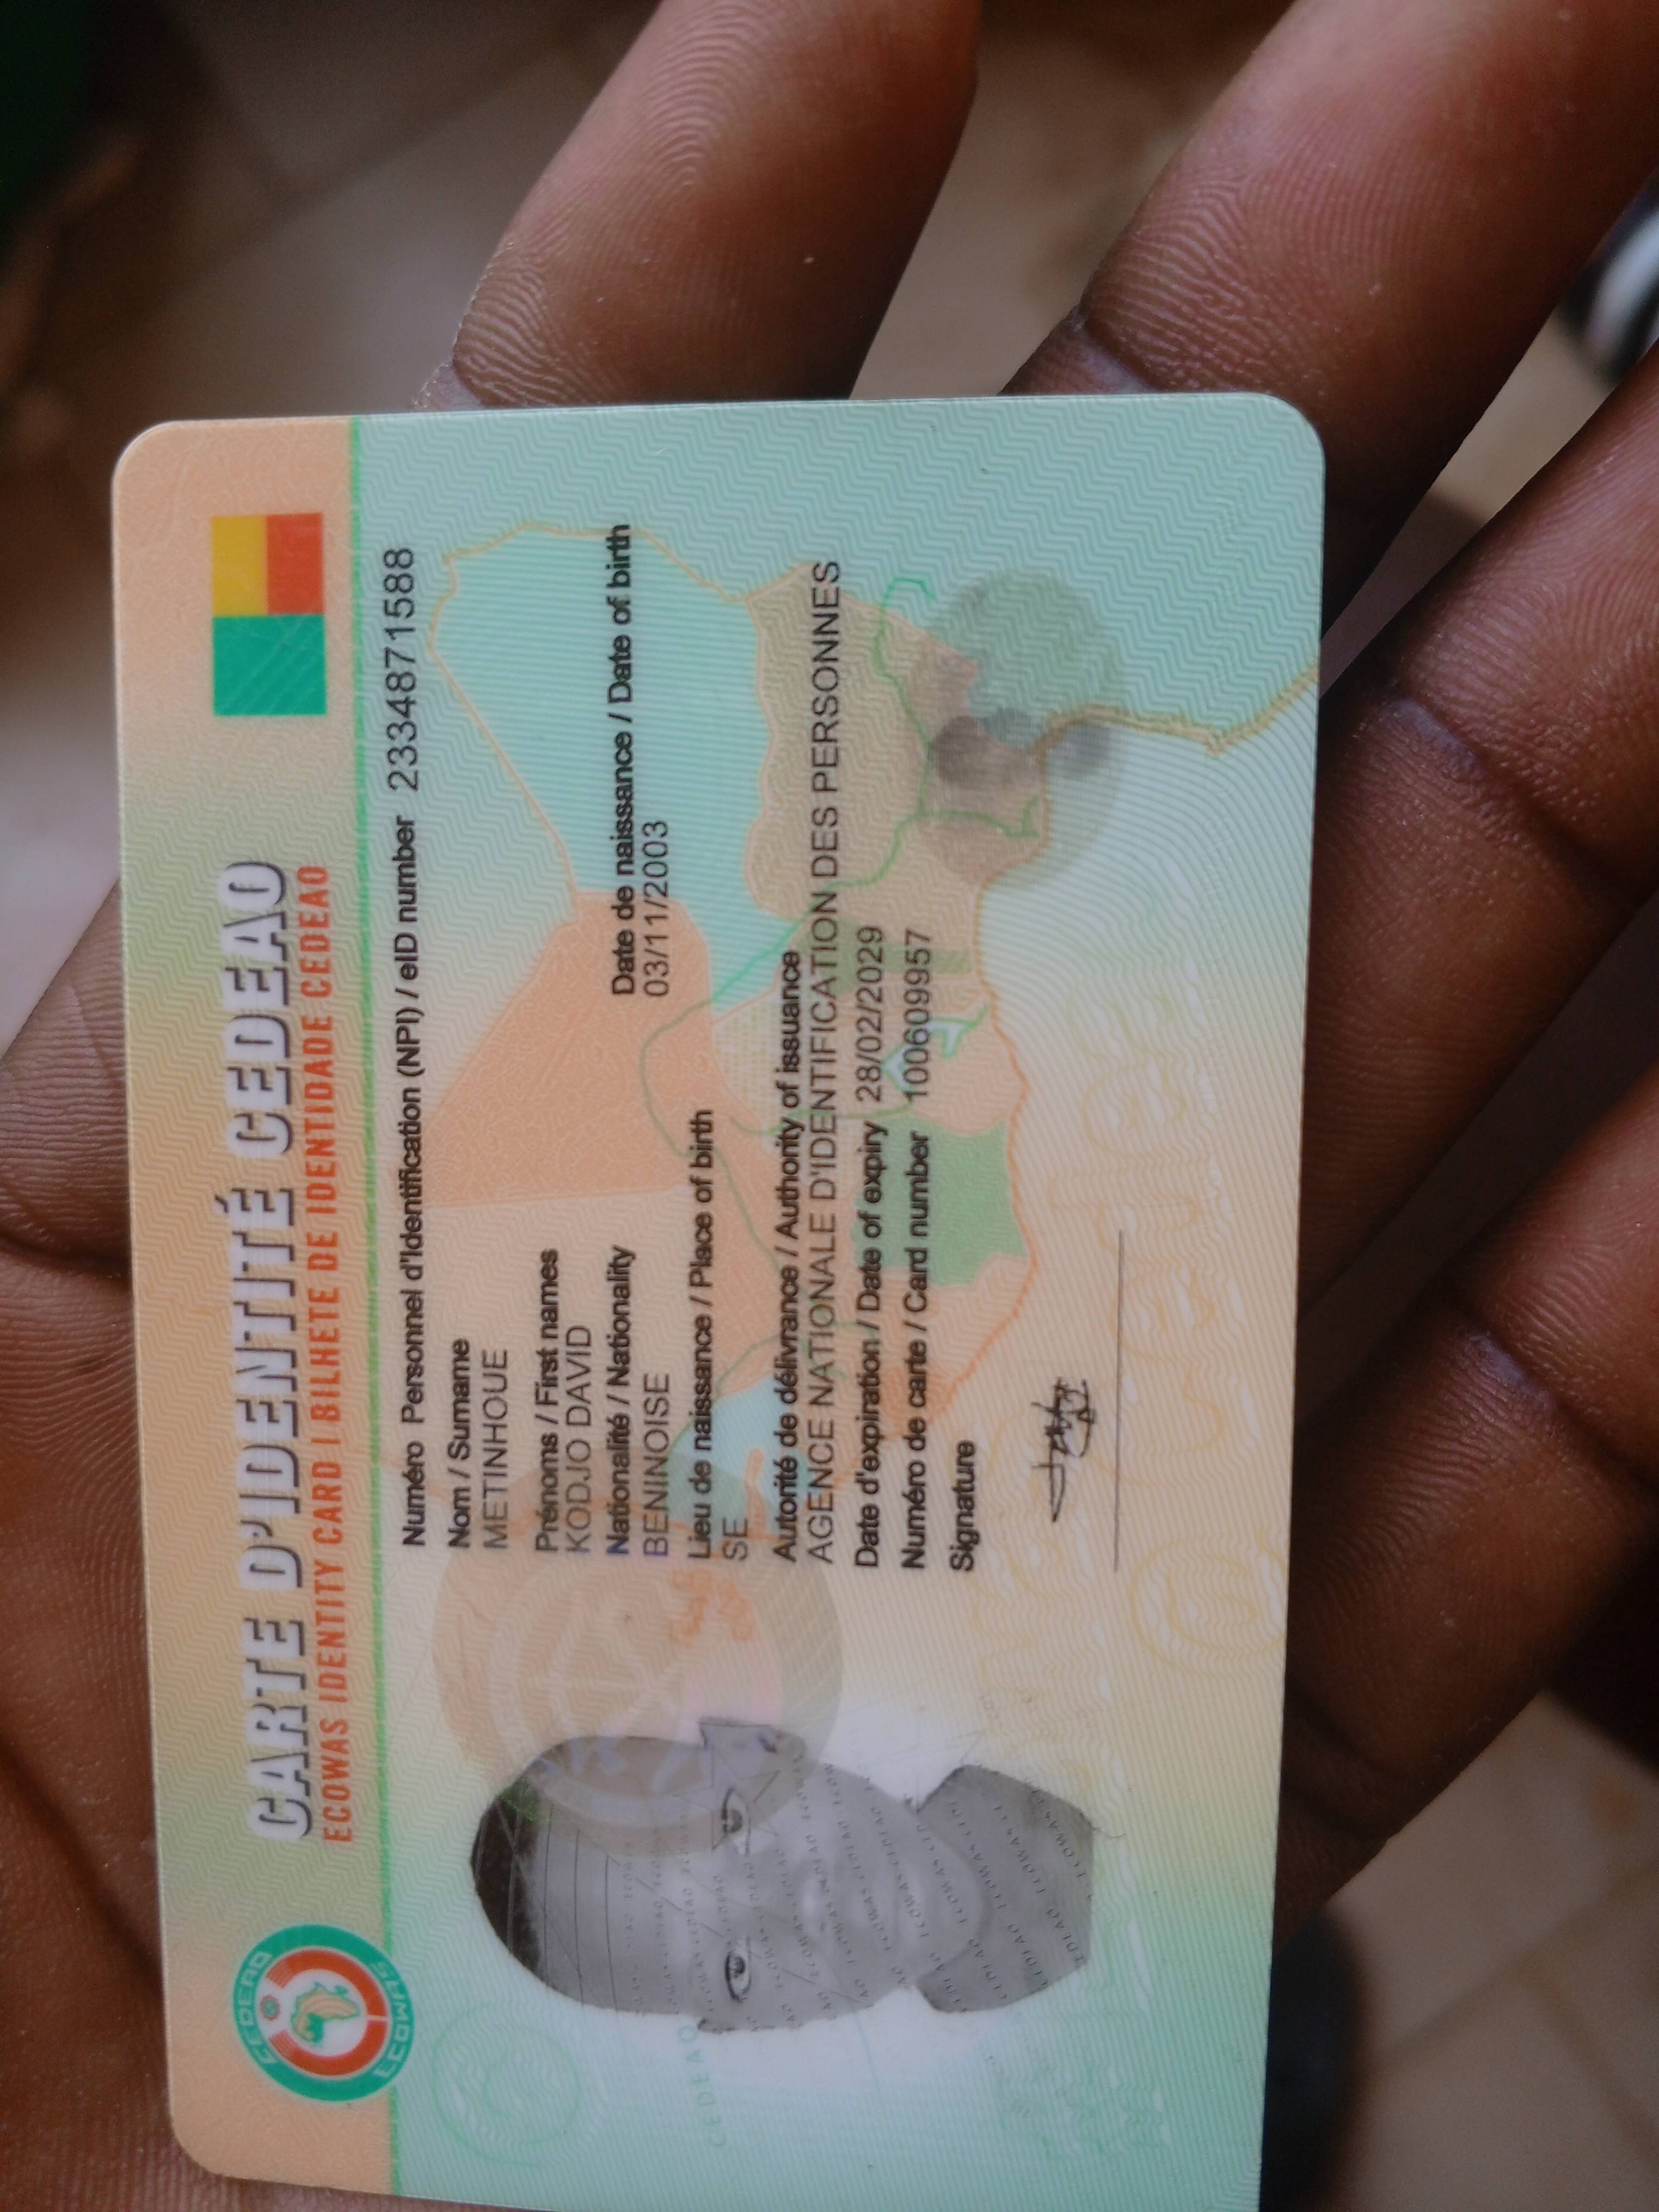 CEDEAO
ECOWAS
CARTE D'IDENTITÉ CEDEAO
ECOWAS IDENTITY CARD | BILHETE DE IDENTIDADE CEDEAO
Numéro Personnel d'Identification (NPI) / eID number 2334871588
Nom / Surname
METINHOUE
Prénoms / First names
KODJO DAVID
Nationalité / Nationality
BENINOISE
Date de naissance / Date of birth
03/11/2003
Lieu de naissance / Place of birth
SE
Autorité de délivrance / Authority of issuance
AGENCE NATIONALE D'IDENTIFICATION DES PERSONNES
Date d'expiration / Date of expiry 28/02/2029
Numéro de carte / Card number 100609957
Signature
CEDEAO